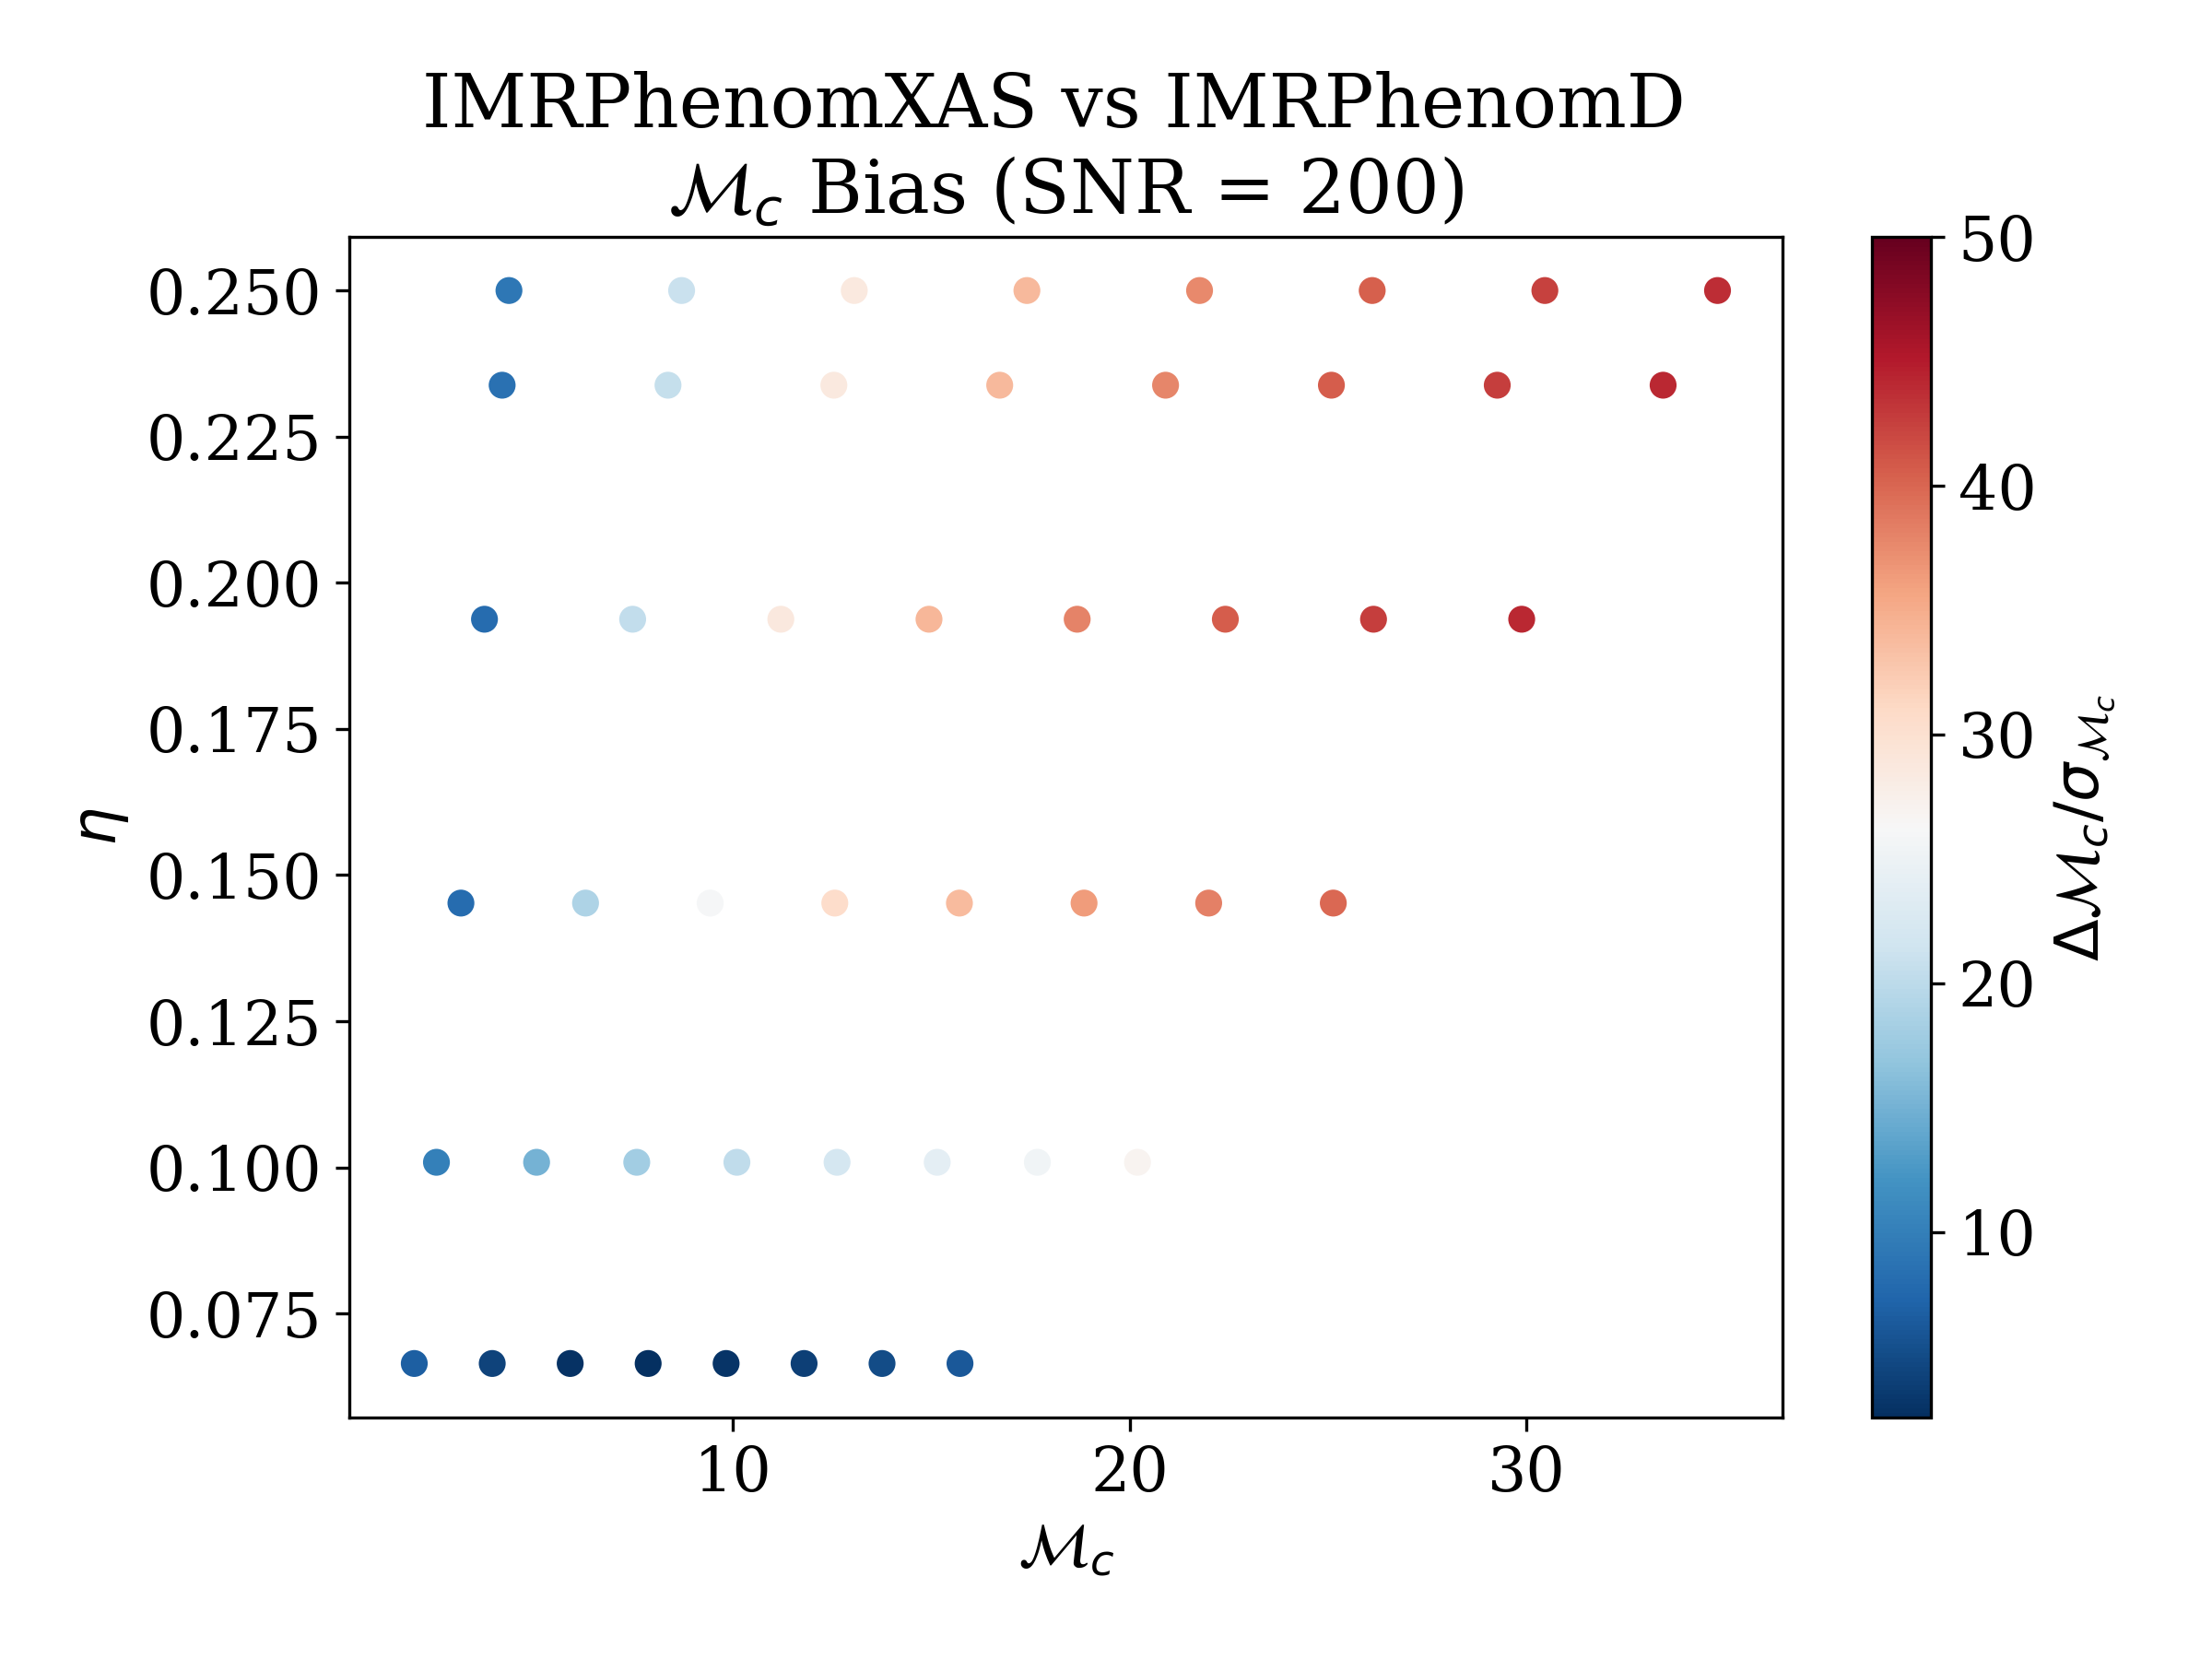 IMRPhenomXAS vs IMRPhenomD
ℳc Bias (SNR = 200)
0.250
0.225
0.200
0.175
0.150
0.125
0.100
0.075
η
10 20 30
ℳc
50
40
30
20
10
Δℳc/σℳc